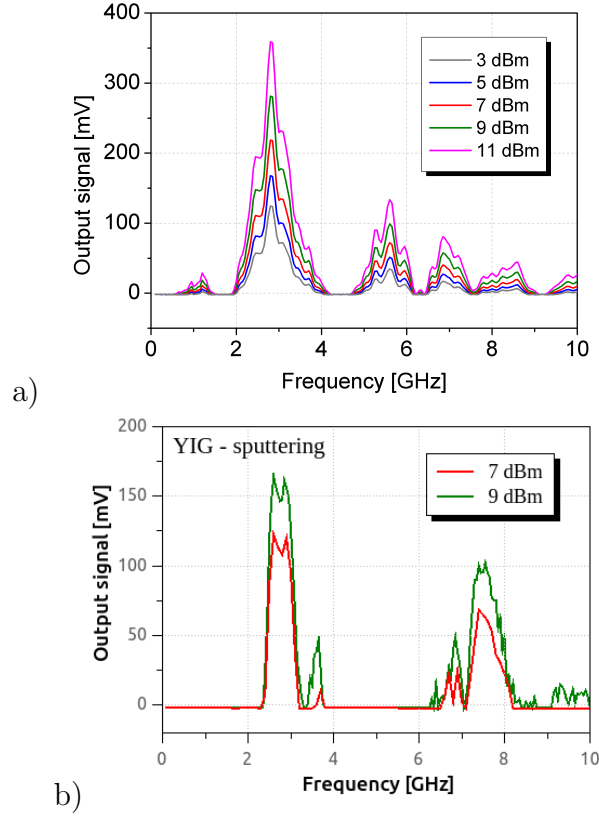 400
300
200
100
0
Output signal [mV]
3 dBm
5 dBm
7 dBm
9 dBm
11 dBm
0 2 4 6 8 10
Frequency [GHz]
a)
200
150
100
50
0
Output signal [mV]
YIG - sputtering
7 dBm
9 dBm
0 2 4 6 8 10
Frequency [GHz]
b)